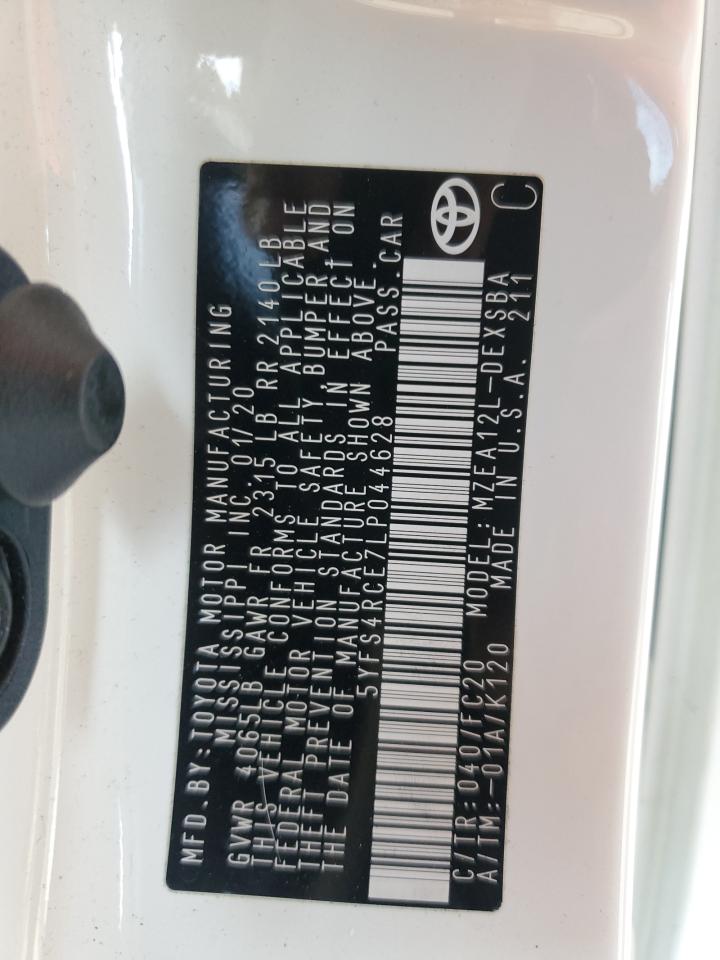 MFD.BY:TOYOTA MOTOR MANUFACTURING
MISSISSIPPI INC. 01/20
GVWR 4065LB GAWR FR 2315 LB RR 2140 LB
THIS VEHICLE CONFORMS TO ALL APPLICABLE
FEDERAL MOTOR VEHICLE SAFETY, BUMPER, AND
THEFT PREVENTION STANDARDS IN EFFECT ON
THE DATE OF MANUFACTURE SHOWN ABOVE.
5YFS4RCE7LP044628 PASS.CAR
C/TR:040/FC20 MODEL:MZEA12L-DEXSBA
A/TM:-01A/K120 MADE IN U.S.A. 211
C